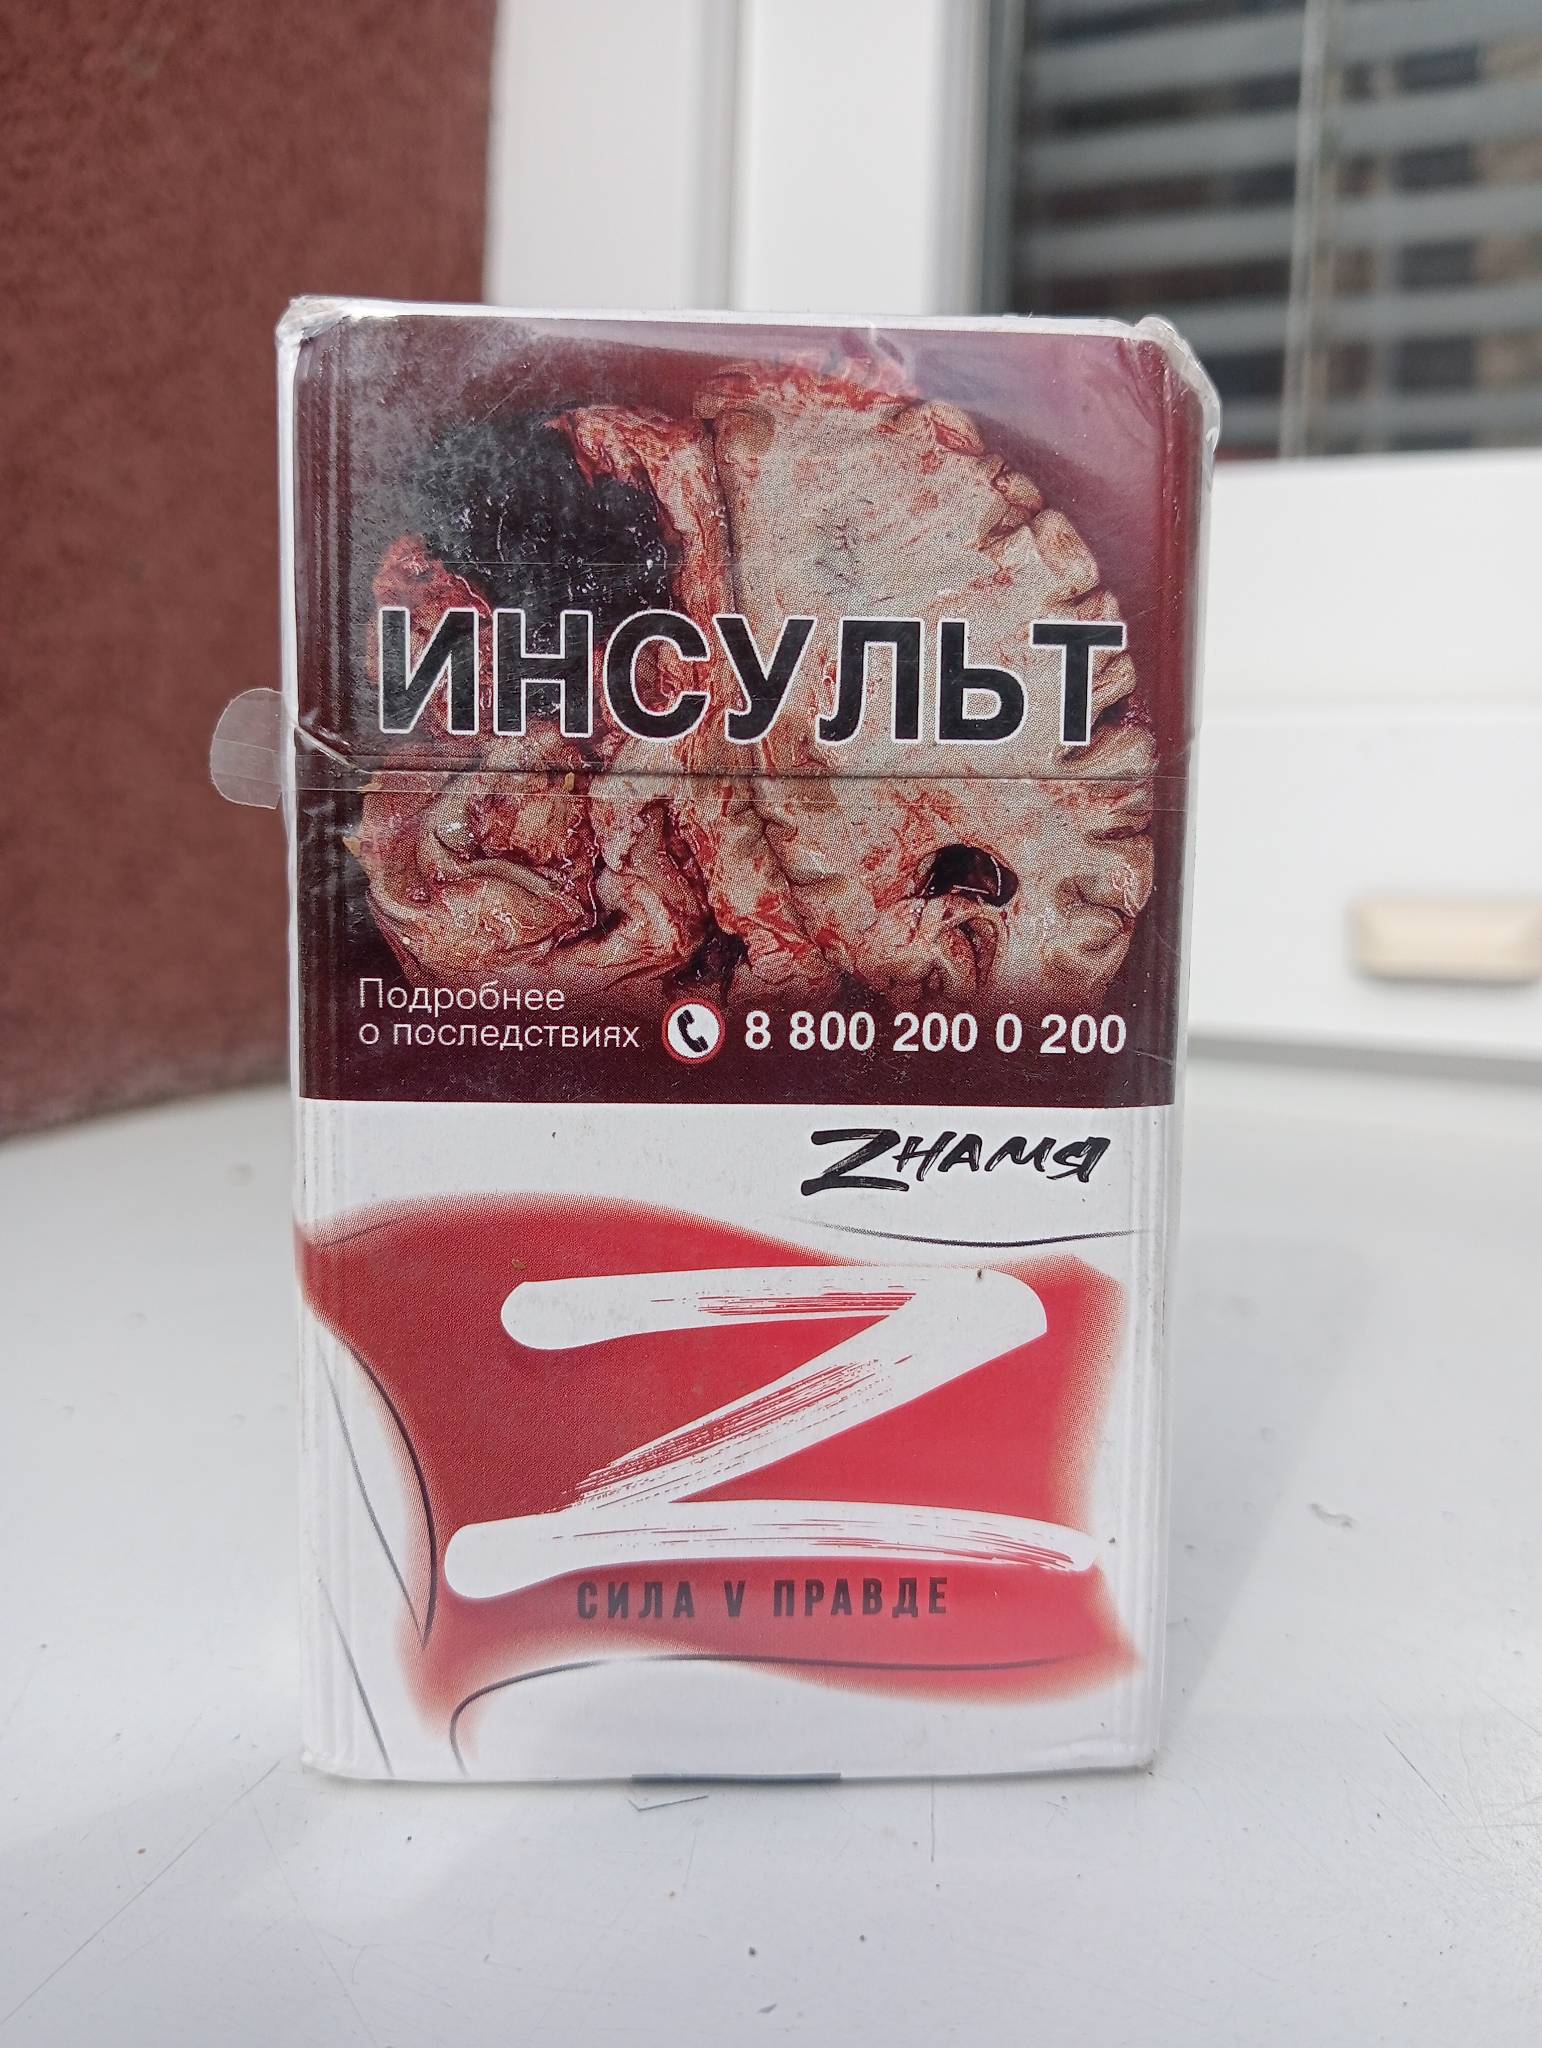 ИНСУЛЬТ
Подробнее
о последствиях 8 800 200 0 200
Zнамя
Z
СИЛА V ПРАВДЕ